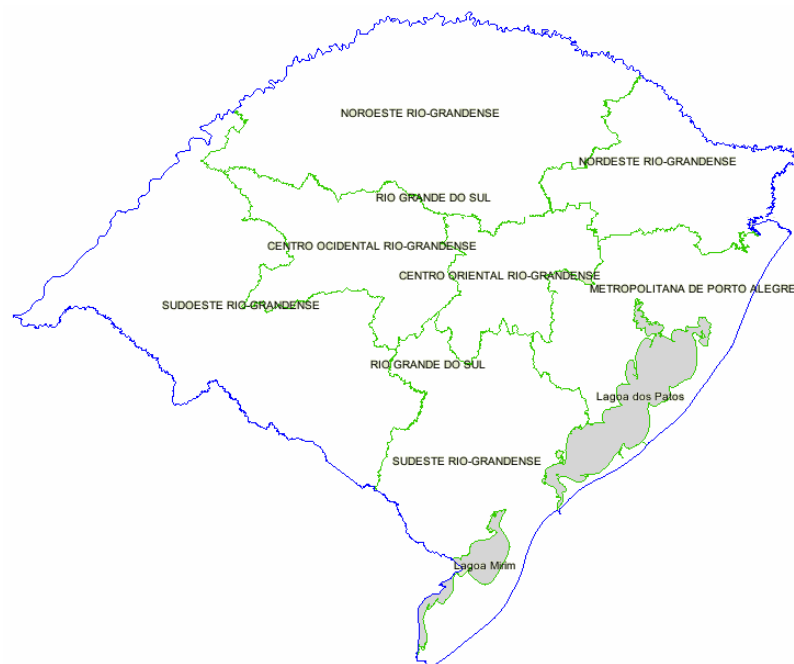 NOROESTE RIO-GRANDENSE
NORDESTE RIO-GRANDENSE
RIO GRANDE DO SUL
CENTRO OCIDENTAL RIO-GRANDENSE
CENTRO ORIENTAL RIO-GRANDENSE
METROPOLITANA DE PORTO ALEGRE
SUDOESTE RIO-GRANDENSE
RIO GRANDE DO SUL
Lagoa dos Patos
SUDESTE RIO-GRANDENSE
Lagoa Mirim